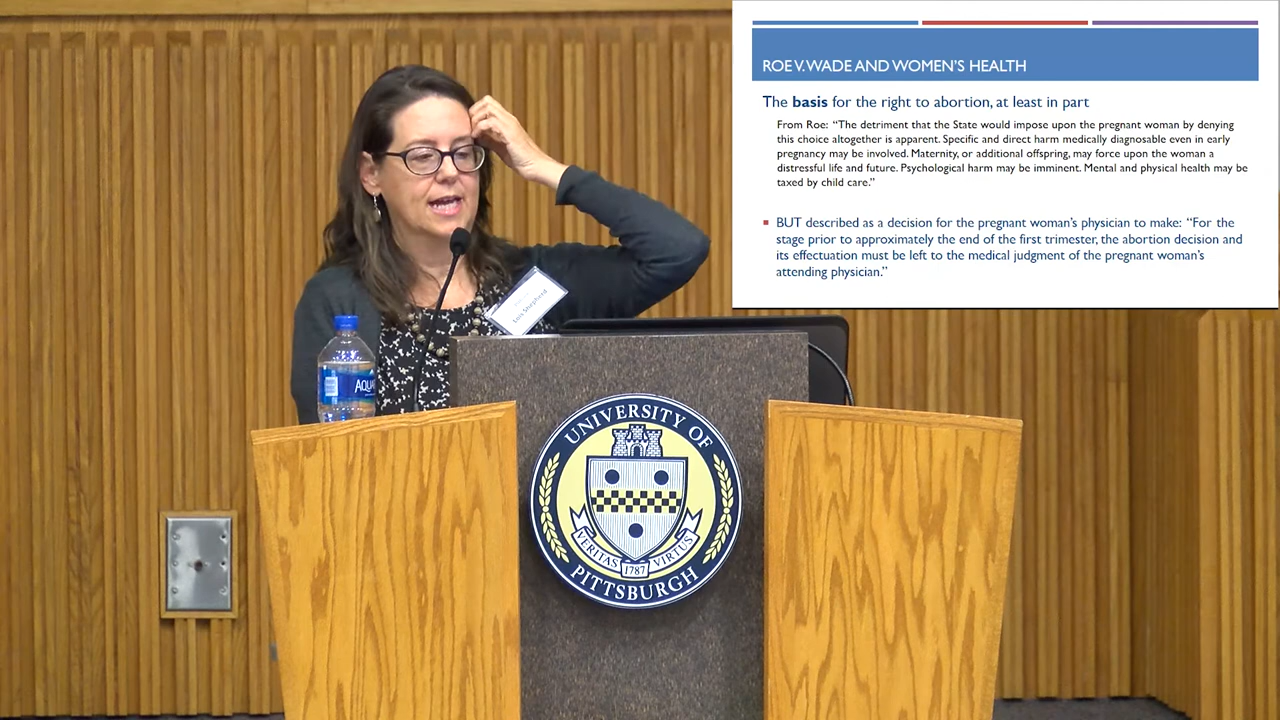 ROE V. WADE AND WOMEN'S HEALTH
The basis for the right to abortion, at least in part
From Roe: “The detriment that the State would impose upon the pregnant woman by denying
this choice altogether is apparent. Specific and direct harm medically diagnosable even in early
pregnancy may be involved. Maternity, or additional offspring, may force upon the woman a
distressful life and future. Psychological harm may be imminent. Mental and physical health may be
taxed by child care.”
BUT described as a decision for the pregnant woman's physician to make: “For the
stage prior to approximately the end of the first trimester, the abortion decision and
its effectuation must be left to the medical judgment of the pregnant woman's
attending physician.”
Lois Shepherd
AQUA
UNIVERSITY OF
VERITAS VIRTUS
1787
PITTSBURGH